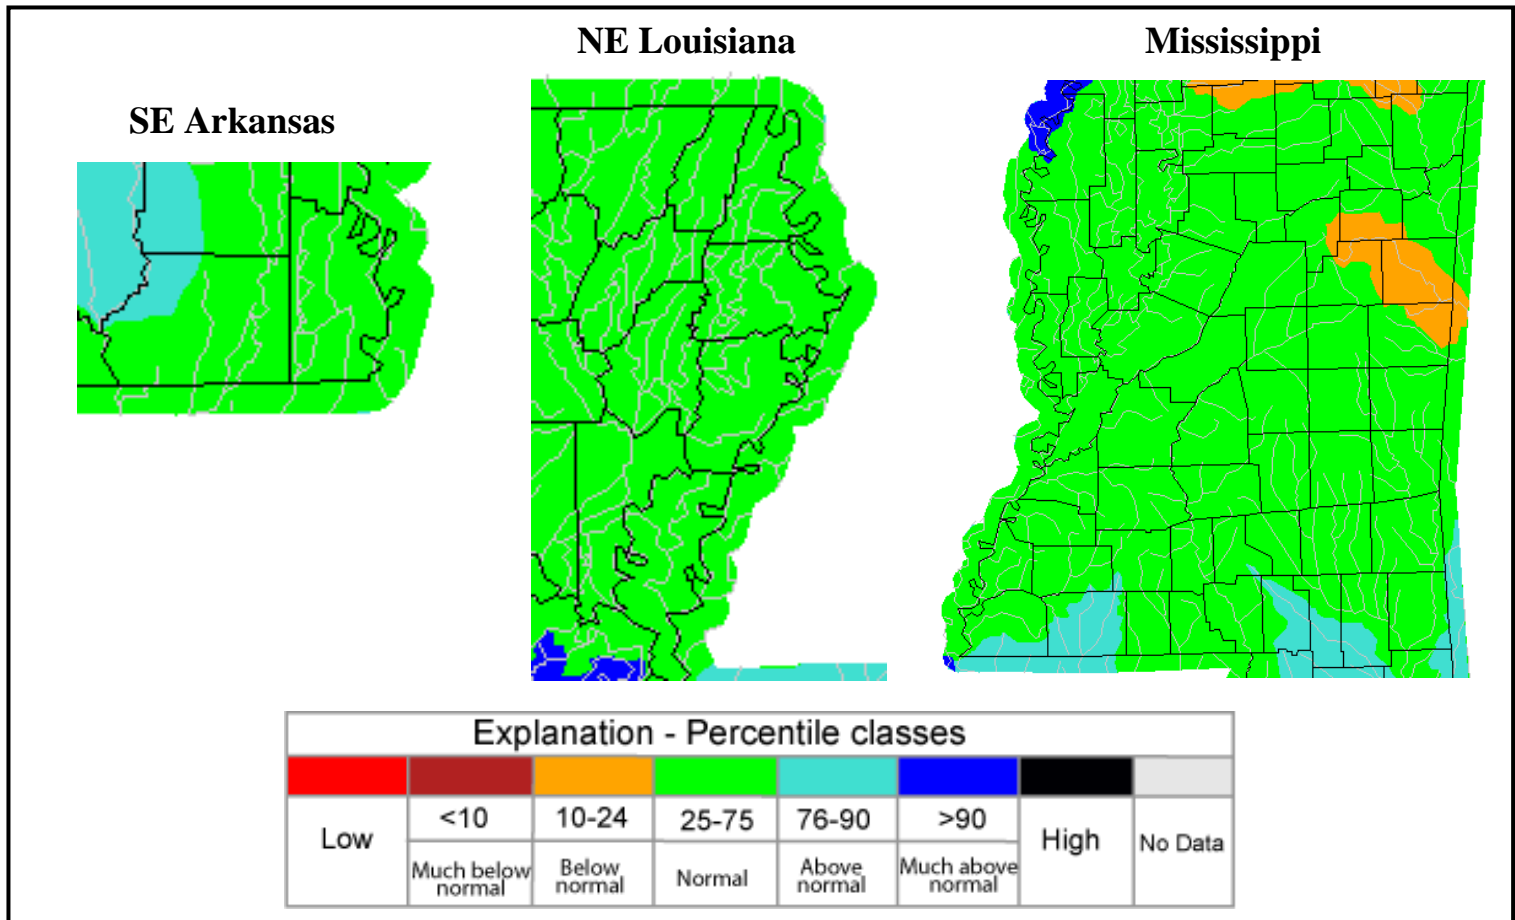 NE Louisiana
Mississippi
SE Arkansas
Explanation - Percentile classes
Low
<10
10-24
25-75
76-90
>90
High
No Data
Much below
normal
Below
normal
Normal
Above
normal
Much above
normal